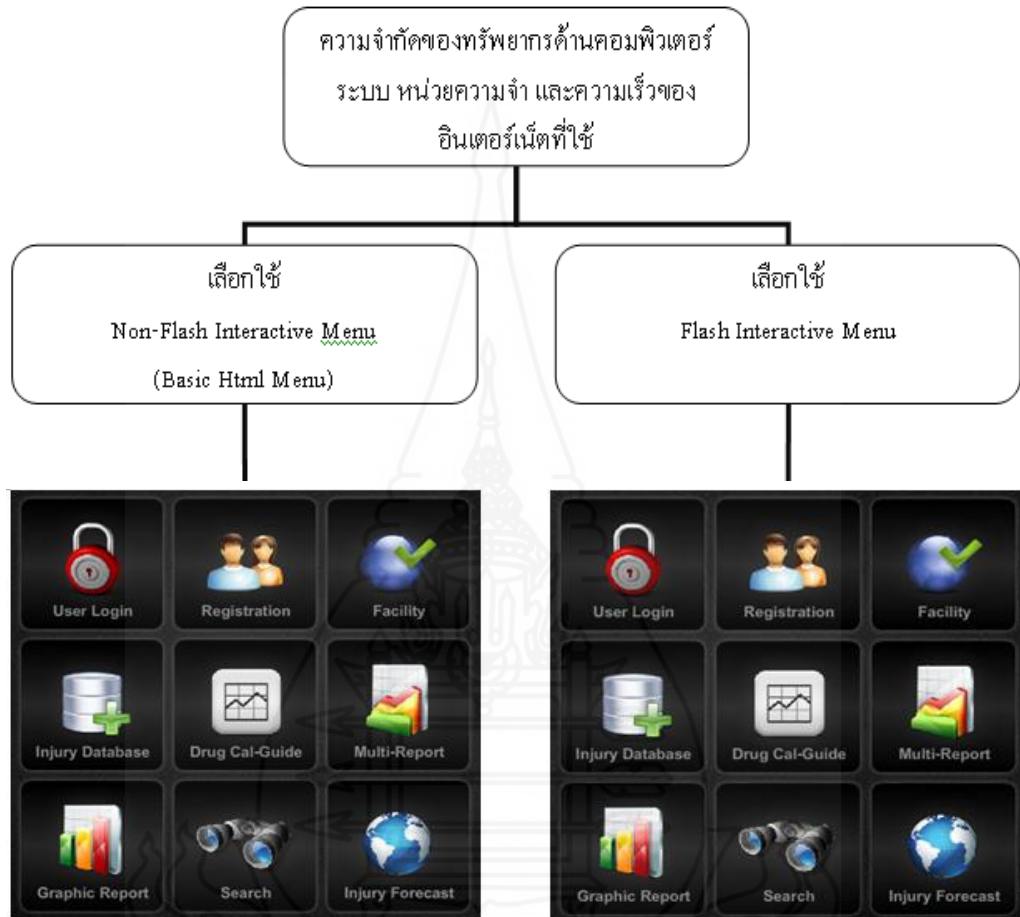 ความจำกัดของทรัพยากรด้านคอมพิวเตอร์
ระบบ หน่วยความจำ และความเร็วของ
อินเตอร์เน็ตที่ใช้
เลือกใช้
Non-Flash Interactive Menu
(Basic Html Menu)
เลือกใช้
Flash Interactive Menu
User Login
Registration
Facility
Injury Database
Drug Cal-Guide
Multi-Report
Graphic Report
Search
Injury Forecast
User Login
Registration
Facility
Injury Database
Drug Cal-Guide
Multi-Report
Graphic Report
Search
Injury Forecast